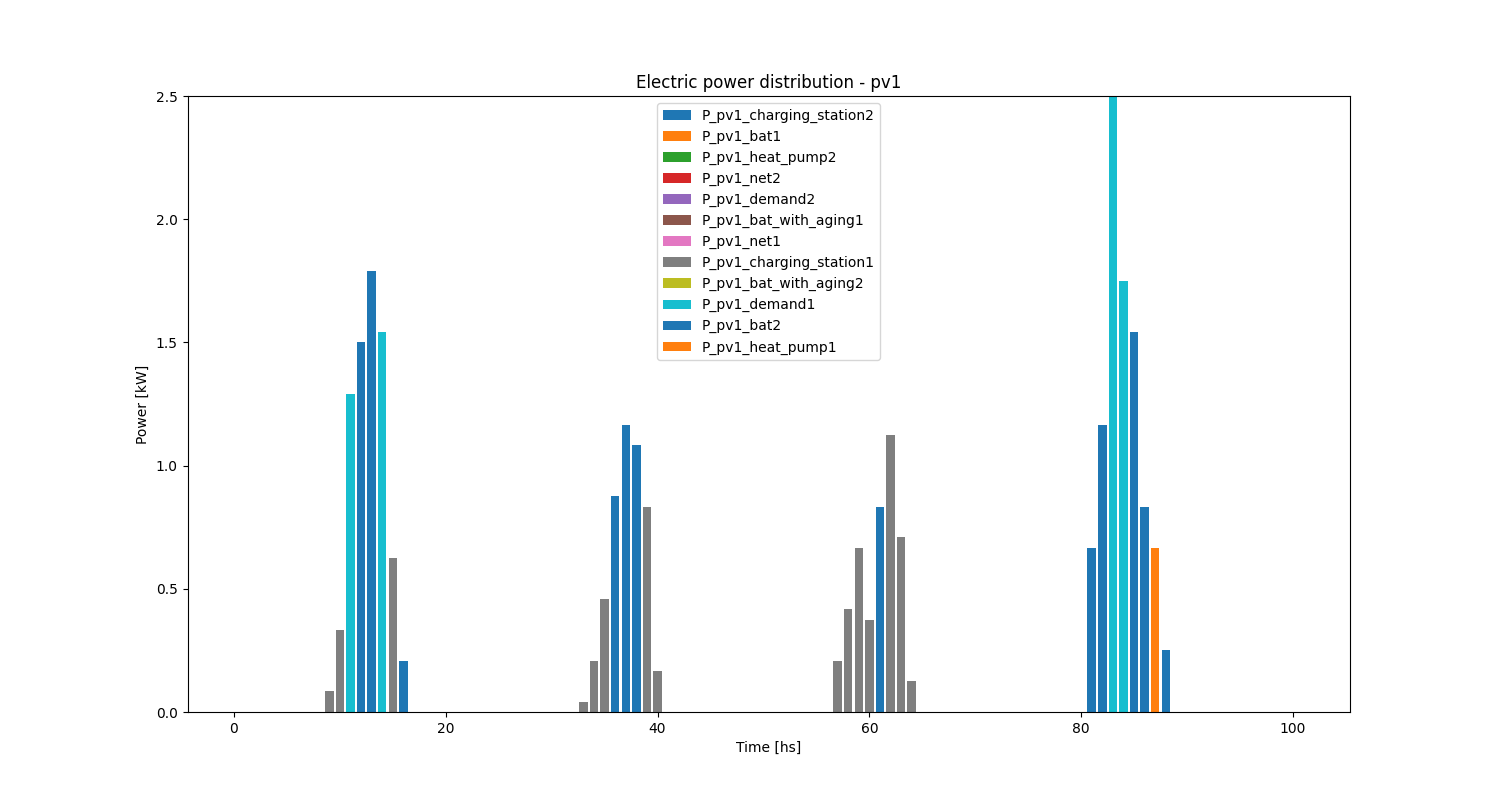 Electric power distribution - pv1
2.5
2.0
1.5
1.0
0.5
0.0
Power [kW]
P_pv1_charging_station2
P_pv1_bat1
P_pv1_heat_pump2
P_pv1_net2
P_pv1_demand2
P_pv1_bat_with_aging1
P_pv1_net1
P_pv1_charging_station1
P_pv1_bat_with_aging2
P_pv1_demand1
P_pv1_bat2
P_pv1_heat_pump1
0 20 40 60 80 100
Time [hs]